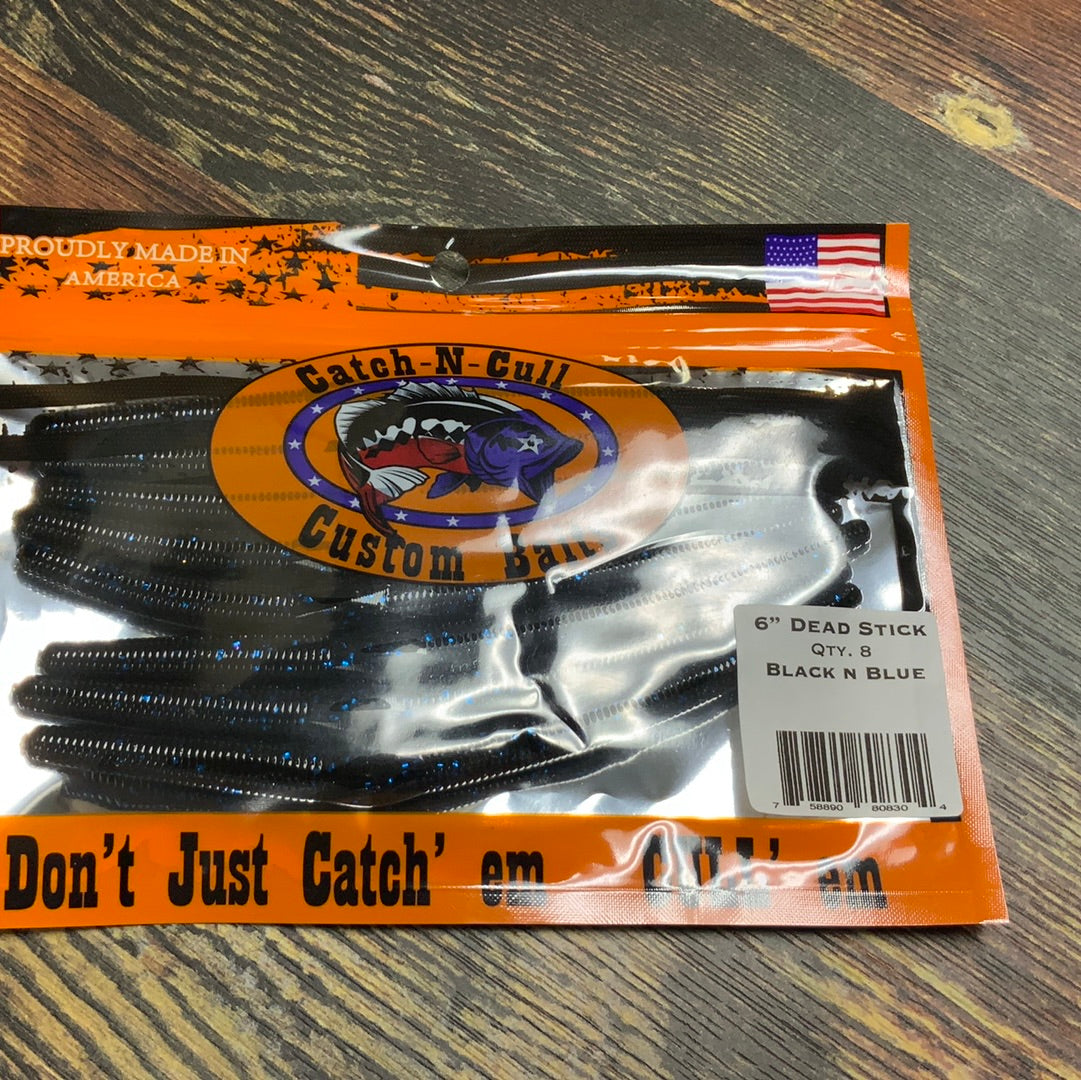 PROUDLY MADE IN
AMERICA
Catch-N-Cull
Custom Bait
6” DEAD STICK
QTY. 8
BLACK N BLUE
7 58890 80830 4
Don't Just Catch' em CULL' em